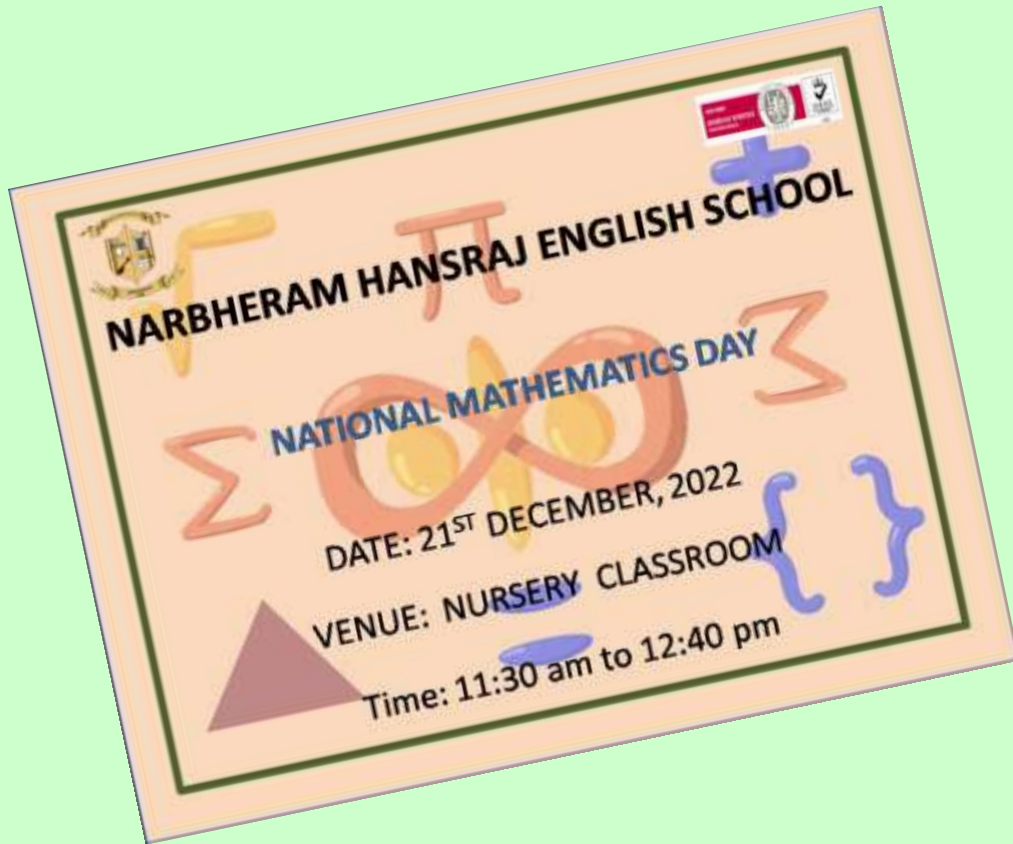 NARBHERAM HANSRAJ ENGLISH SCHOOL
NATIONAL MATHEMATICS DAY
DATE: 21ST DECEMBER, 2022
VENUE: NURSERY CLASSROOM
Time: 11:30 am to 12:40 pm